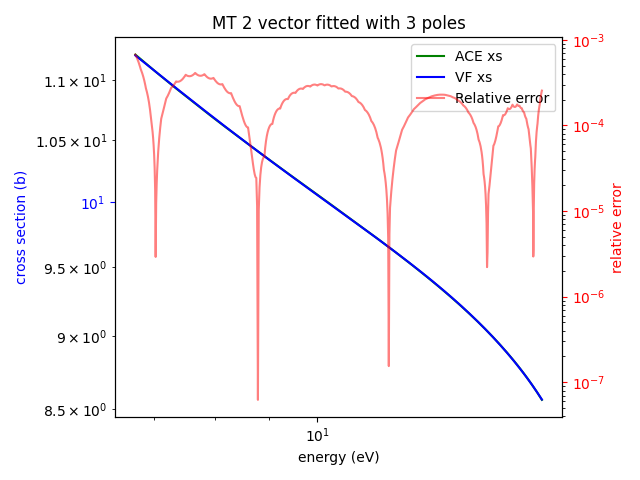 MT 2 vector fitted with 3 poles
ACE xs
VF xs
Relative error
cross section (b)
1.1 × 10¹
1.05 × 10¹
10¹
9.5 × 10⁰
9 × 10⁰
8.5 × 10⁰
10⁻³
10⁻⁴
10⁻⁵
10⁻⁶
10⁻⁷
relative error
10¹
energy (eV)